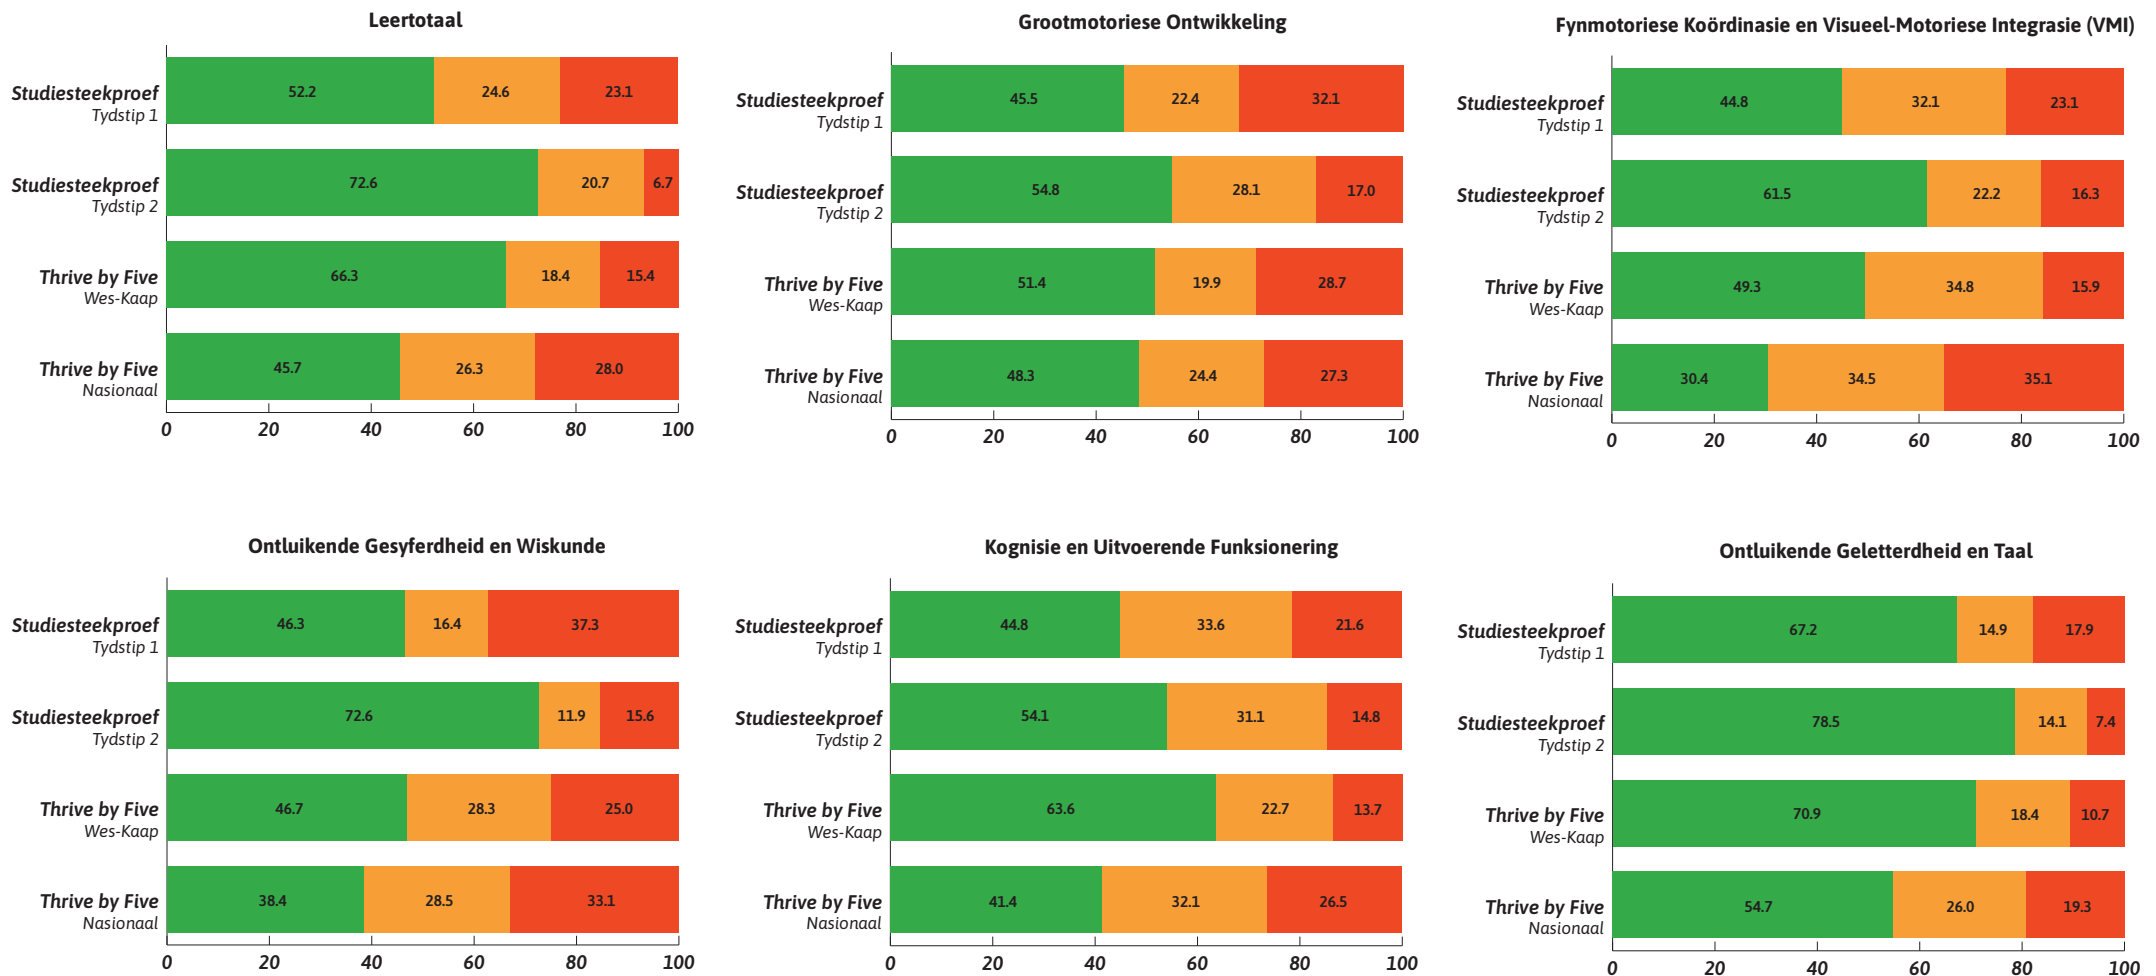 Leertotaal
Studiesteekproef
Tydstip 1
52.2 24.6 23.1
Studiesteekproef
Tydstip 2
72.6 20.7 6.7
Thrive by Five
Wes-Kaap
66.3 18.4 15.4
Thrive by Five
Nasionaal
45.7 26.3 28.0
0 20 40 60 80 100
Grootmotoriese Ontwikkeling
Studiesteekproef
Tydstip 1
45.5 22.4 32.1
Studiesteekproef
Tydstip 2
54.8 28.1 17.0
Thrive by Five
Wes-Kaap
51.4 19.9 28.7
Thrive by Five
Nasionaal
48.3 24.4 27.3
0 20 40 60 80 100
Fynmotoriese Koördinasie en Visueel-Motoriese Integrasie (VMI)
Studiesteekproef
Tydstip 1
44.8 32.1 23.1
Studiesteekproef
Tydstip 2
61.5 22.2 16.3
Thrive by Five
Wes-Kaap
49.3 34.8 15.9
Thrive by Five
Nasionaal
30.4 34.5 35.1
0 20 40 60 80 100
Ontluikende Gesyferdheid en Wiskunde
Studiesteekproef
Tydstip 1
46.3 16.4 37.3
Studiesteekproef
Tydstip 2
72.6 11.9 15.6
Thrive by Five
Wes-Kaap
46.7 28.3 25.0
Thrive by Five
Nasionaal
38.4 28.5 33.1
0 20 40 60 80 100
Kognisie en Uitvoerende Funksionering
Studiesteekproef
Tydstip 1
44.8 33.6 21.6
Studiesteekproef
Tydstip 2
54.1 31.1 14.8
Thrive by Five
Wes-Kaap
63.6 22.7 13.7
Thrive by Five
Nasionaal
41.4 32.1 26.5
0 20 40 60 80 100
Ontluikende Geletterdheid en Taal
Studiesteekproef
Tydstip 1
67.2 14.9 17.9
Studiesteekproef
Tydstip 2
78.5 14.1 7.4
Thrive by Five
Wes-Kaap
70.9 18.4 10.7
Thrive by Five
Nasionaal
54.7 26.0 19.3
0 20 40 60 80 100